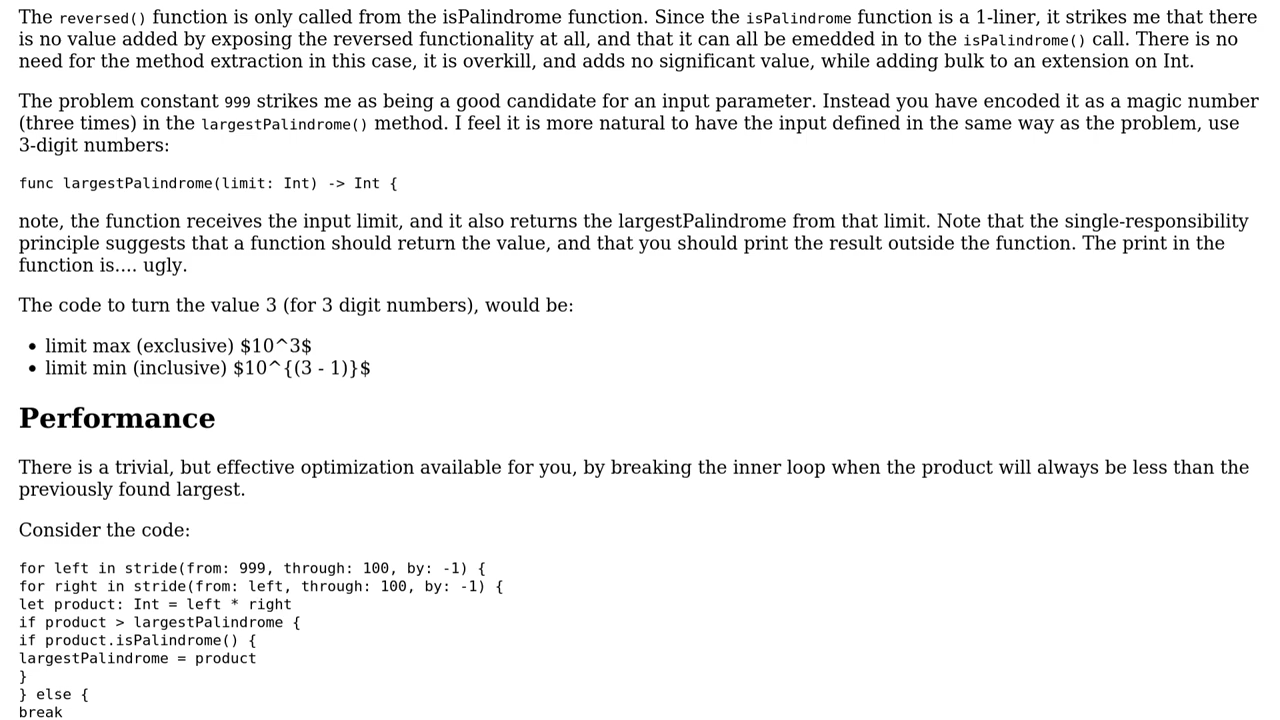 The reversed() function is only called from the isPalindrome function. Since the isPalindrome function is a 1-liner, it strikes me that there
is no value added by exposing the reversed functionality at all, and that it can all be emedded in to the isPalindrome() call. There is no
need for the method extraction in this case, it is overkill, and adds no significant value, while adding bulk to an extension on Int.
The problem constant 999 strikes me as being a good candidate for an input parameter. Instead you have encoded it as a magic number
(three times) in the largestPalindrome() method. I feel it is more natural to have the input defined in the same way as the problem, use
3-digit numbers:
func largestPalindrome(limit: Int) -> Int {
note, the function receives the input limit, and it also returns the largestPalindrome from that limit. Note that the single-responsibility
principle suggests that a function should return the value, and that you should print the result outside the function. The print in the
function is.... ugly.
The code to turn the value 3 (for 3 digit numbers), would be:
• limit max (exclusive) $10^3$
• limit min (inclusive) $10^{(3 - 1)}$
Performance
There is a trivial, but effective optimization available for you, by breaking the inner loop when the product will always be less than the
previously found largest.
Consider the code:
for left in stride(from: 999, through: 100, by: -1) {
for right in stride(from: left, through: 100, by: -1) {
let product: Int = left * right
if product > largestPalindrome {
if product.isPalindrome() {
largestPalindrome = product
}
} else {
break